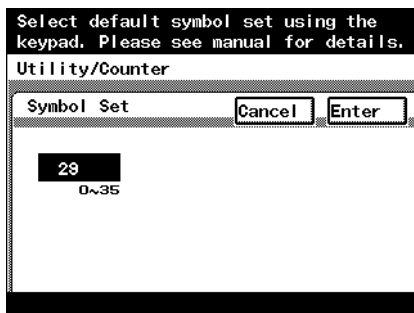 Select default symbol set using the
keypad. Please see manual for details.
Utility/Counter
Symbol Set
Cancel
Enter
29
0~35